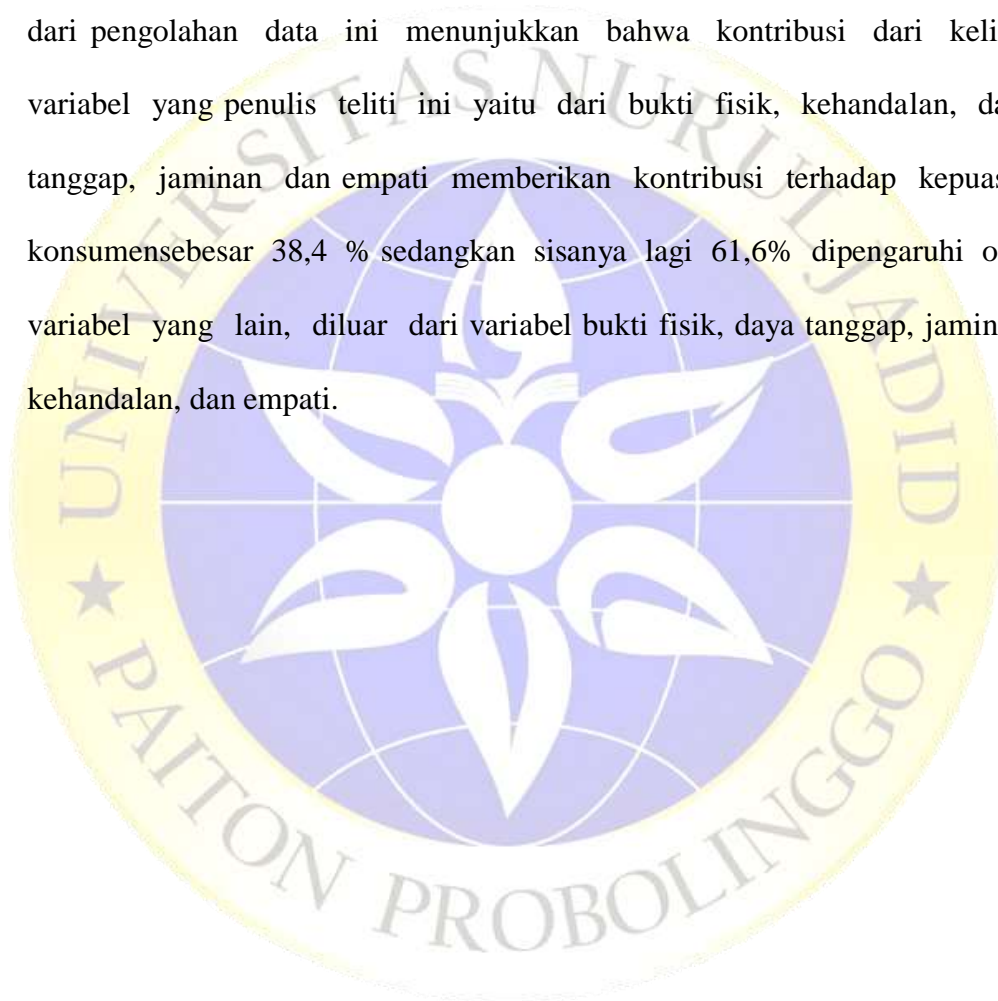 dari pengolahan data ini menunjukkan bahwa kontribusi dari keli
variabel yang penulis teliti ini yaitu dari bukti fisik, kehandalan, da
tanggap, jaminan dan empati memberikan kontribusi terhadap kepuas
konsumensebesar 38,4 % sedangkan sisanya lagi 61,6% dipengaruhi o
variabel yang lain, diluar dari variabel bukti fisik, daya tanggap, jamin
kehandalan, dan empati.
UNIVERSITAS NURUL JADID
PAITON PROBOLINGGO